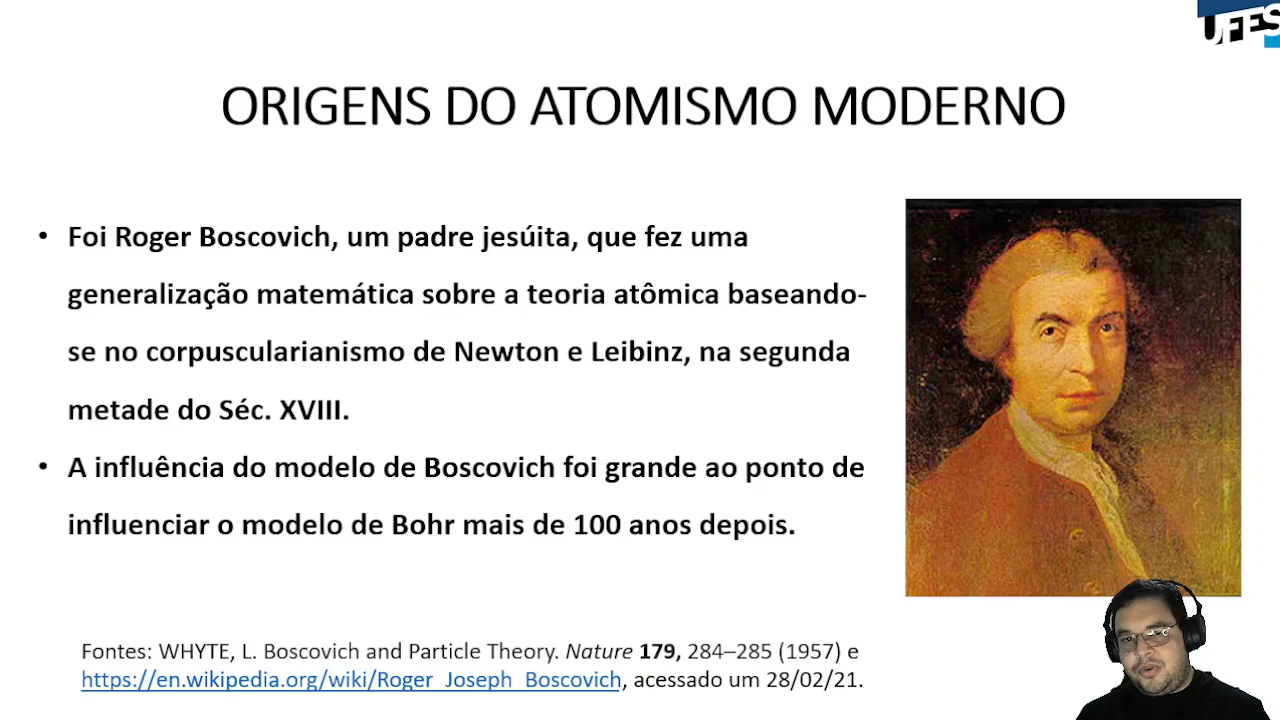 UFES
ORIGENS DO ATOMISMO MODERNO
• Foi Roger Boscovich, um padre jesúita, que fez uma
generalização matemática sobre a teoria atômica baseando-
se no corpuscularianismo de Newton e Leibinz, na segunda
metade do Séc. XVIII.
• A influência do modelo de Boscovich foi grande ao ponto de
influenciar o modelo de Bohr mais de 100 anos depois.
Fontes: WHYTE, L. Boscovich and Particle Theory. Nature 179, 284–285 (1957) e
https://en.wikipedia.org/wiki/Roger_Joseph_Boscovich, acessado um 28/02/21.